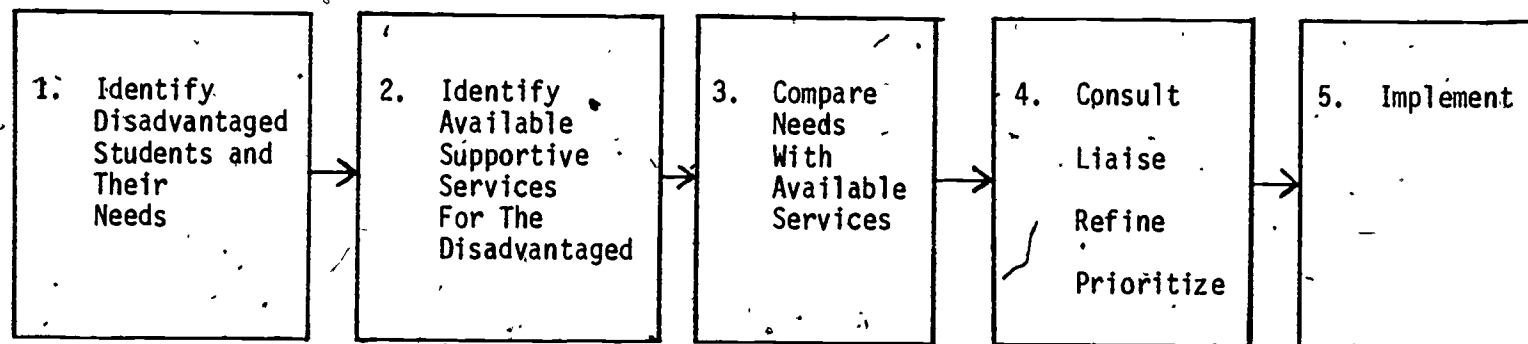 1. Identify
Disadvantaged
Students and
Their
Needs
2. Identify
Available
Supportive
Services
For The
Disadvantaged
3. Compare
Needs
With
Available
Services
4. Consult
Liaise
Refine
Prioritize
5. Implement